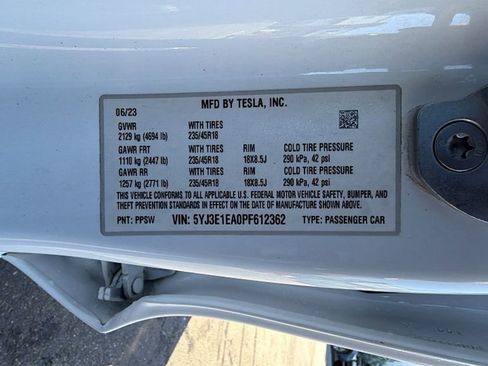 06/23 MFD BY TESLA, INC.
GVWR WITH TIRES
2129 kg (4694 lb) 235/45R18
GAWR FRT WITH TIRES RIM COLD TIRE PRESSURE
1110 kg (2447 lb) 235/45R18 18X8.5J 290 kPa, 42 psi
GAWR RR WITH TIRES RIM COLD TIRE PRESSURE
1257 kg (2771 lb) 235/45R18 18X8.5J 290 kPa, 42 psi
THIS VEHICLE CONFORMS TO ALL APPLICABLE U.S. FEDERAL MOTOR VEHICLE SAFETY, BUMPER, AND
THEFT PREVENTION STANDARDS IN EFFECT ON THE DATE OF MANUFACTURE SHOWN ABOVE.
PNT: PPSW VIN: 5YJ3E1EA0PF612362 TYPE: PASSENGER CAR